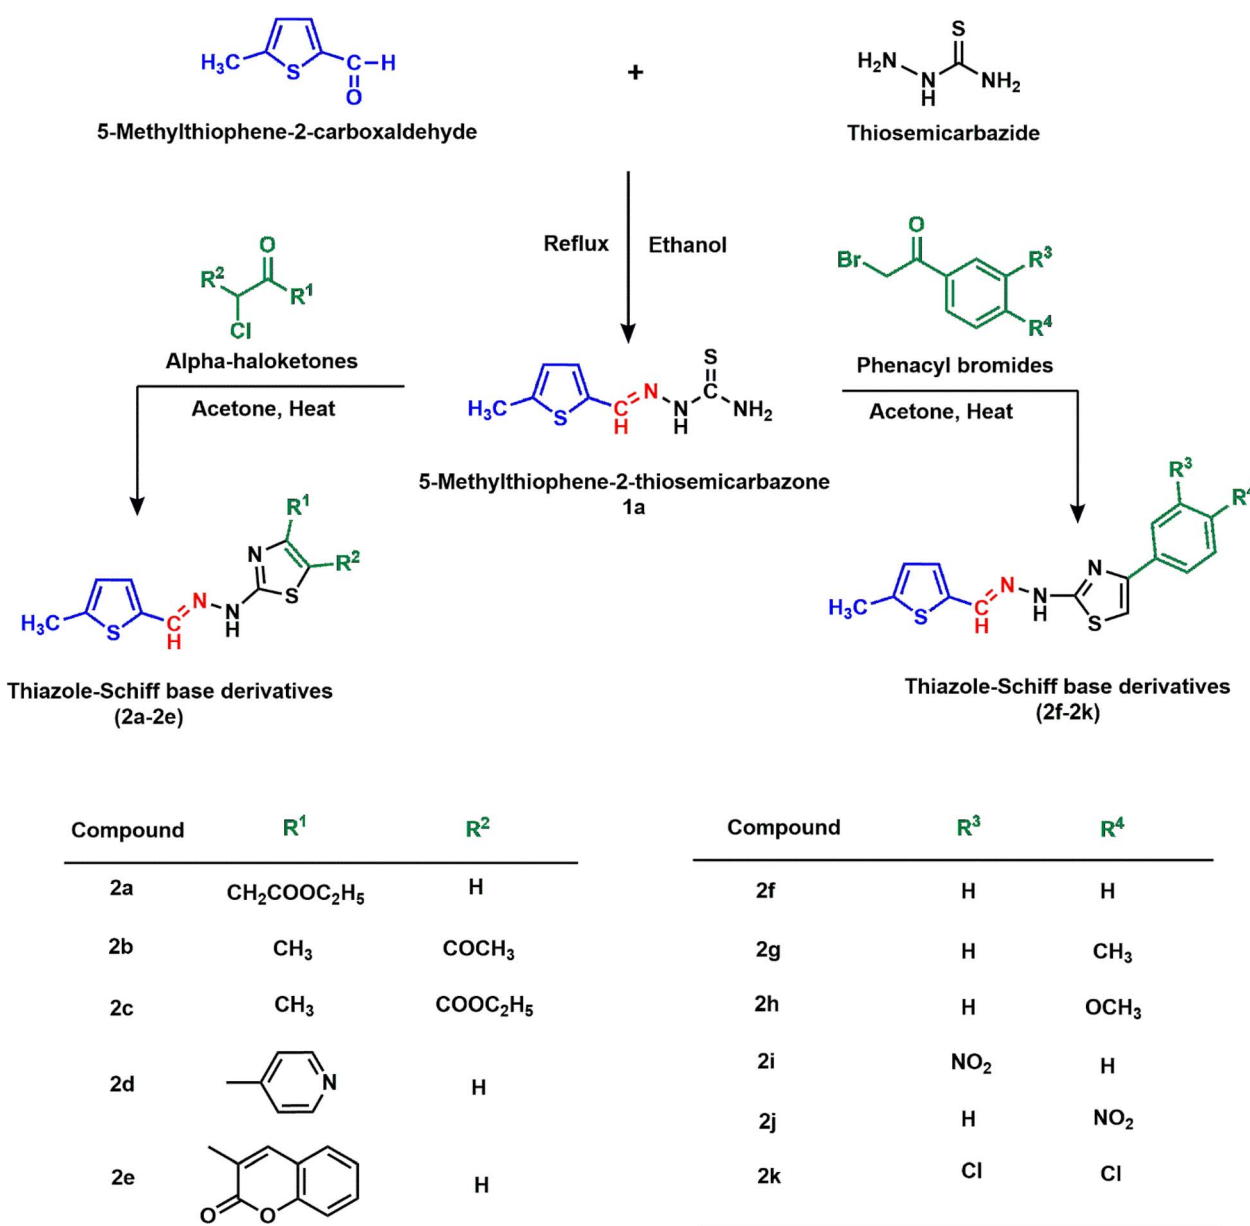 H₃C S C–H O
+
H₂N N H S NH₂
5-Methylthiophene-2-carboxaldehyde
Thiosemicarbazide
Reflux Ethanol
R² O R¹ Cl
Alpha-haloketones
Acetone, Heat
Br O R³ R⁴
Phenacyl bromides
Acetone, Heat
H₃C S C H N N H S C NH₂
5-Methylthiophene-2-thiosemicarbazone
1a
H₃C S C H N N H N S R¹ R²
Thiazole-Schiff base derivatives
(2a-2e)
H₃C S C H N N H N S R³ R⁴
Thiazole-Schiff base derivatives
(2f-2k)
Compound R¹ R²
2a CH₂COOC₂H₅ H
2b CH₃ COCH₃
2c CH₃ COOC₂H₅
2d N H
2e O O H
Compound R³ R⁴
2f H H
2g H CH₃
2h H OCH₃
2i NO₂ H
2j H NO₂
2k Cl Cl